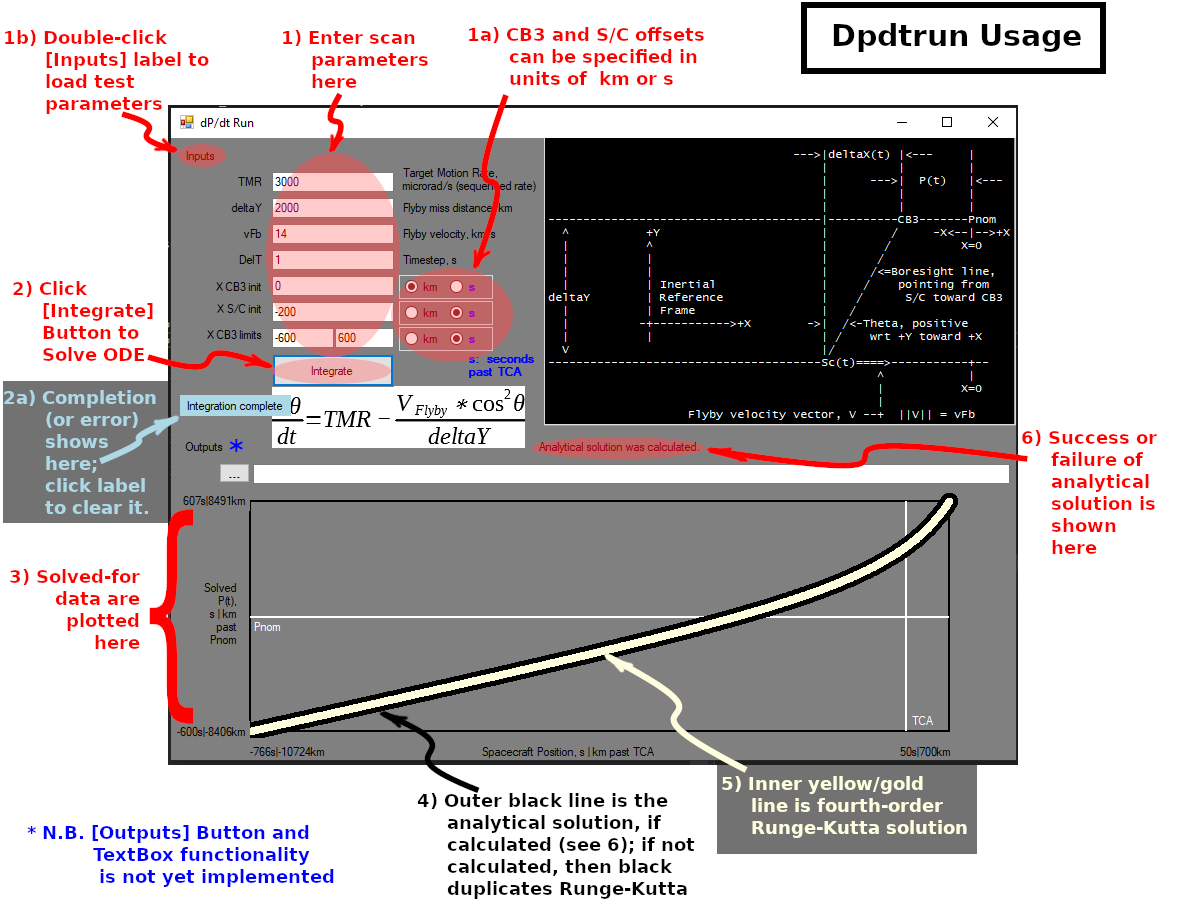 Dpdtrun Usage
1b) Double-click
[Inputs] label to
load test
parameters
1) Enter scan
parameters
here
1a) CB3 and S/C offsets
can be specified in
units of  km or s
dP/dt Run
Inputs
TMR 3000 Target Motion Rate,
microrad/s (sequenced rate)
deltaY 2000 Flyby miss distance, km
vFb 14 Flyby velocity, km/s
DelT 1 Timestep, s
X CB3 init 0 km s
X S/C init -200 km s
X CB3 limits -600 600 km s
s:  seconds
past TCA
Integrate
2) Click
[Integrate]
Button to
Solve ODE
--->|deltaX(t) |<---     |
|          |         |
|      --->|  P(t)   |<---
|          |         |
|          |         |
---------------------------------------|----------CB3-------Pnom
^           +Y                       |         /     -X<--|-->+X
|           ^                        |        /          X=0
|           |                        |       /
|           |                        |      /<=Boresight line,
|           | Inertial               |     /     pointing from
deltaY        | Reference              |    /      S/C toward CB3
|           | Frame                  |   /
|          -+----------->+X        ->|  /<-Theta, positive
|           |                        | /    wrt +Y toward +X
V                                    |/
---------------------------------------Sc(t)====>------------+--
^            |
|           X=0
Flyby velocity vector, V --+  ||V|| = vFb
2a) Completion
(or error)
shows
here;
click label
to clear it.
Integration complete
θ/dt=TMR − V Flyby * cos²θ/deltaY
Outputs *
Analytical solution was calculated.
...
6) Success or
failure of
analytical
solution is
shown
here
607s|8491km
3) Solved-for
data are
plotted
here
Solved
P(t),
s | km
past
Pnom
Pnom
TCA
-600s|-8406km
-766s|-10724km
Spacecraft Position, s | km past TCA
50s|700km
4) Outer black line is the
analytical solution, if
calculated (see 6); if not
calculated, then black
duplicates Runge-Kutta
5) Inner yellow/gold
line is fourth-order
Runge-Kutta solution
* N.B. [Outputs] Button and
TextBox functionality
is not yet implemented